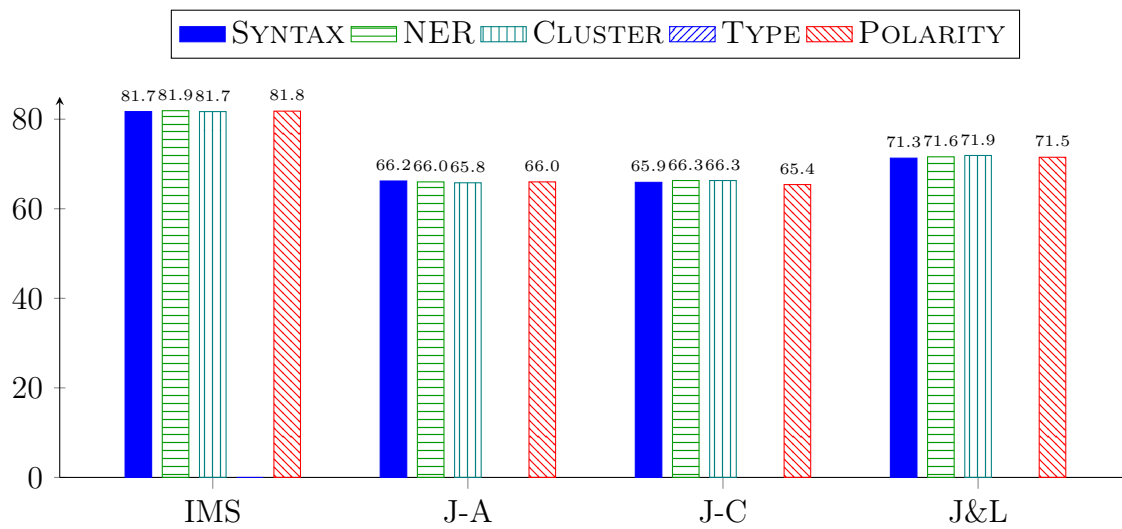 SYNTAX NER CLUSTER TYPE POLARITY
81.7 81.9 81.7 81.8
66.2 66.0 65.8 66.0
65.9 66.3 66.3 65.4
71.3 71.6 71.9 71.5
80
60
40
20
0
IMS J-A J-C J&L